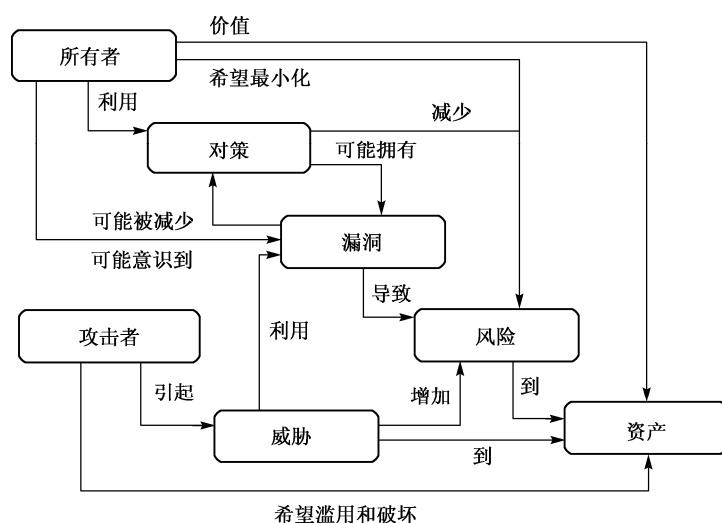 价值
所有者
希望最小化
利用
减少
对策
可能拥有
可能被减少
漏洞
可能意识到
导致
利用
攻击者
风险
引起
增加
到
威胁
资产
到
希望滥用和破坏